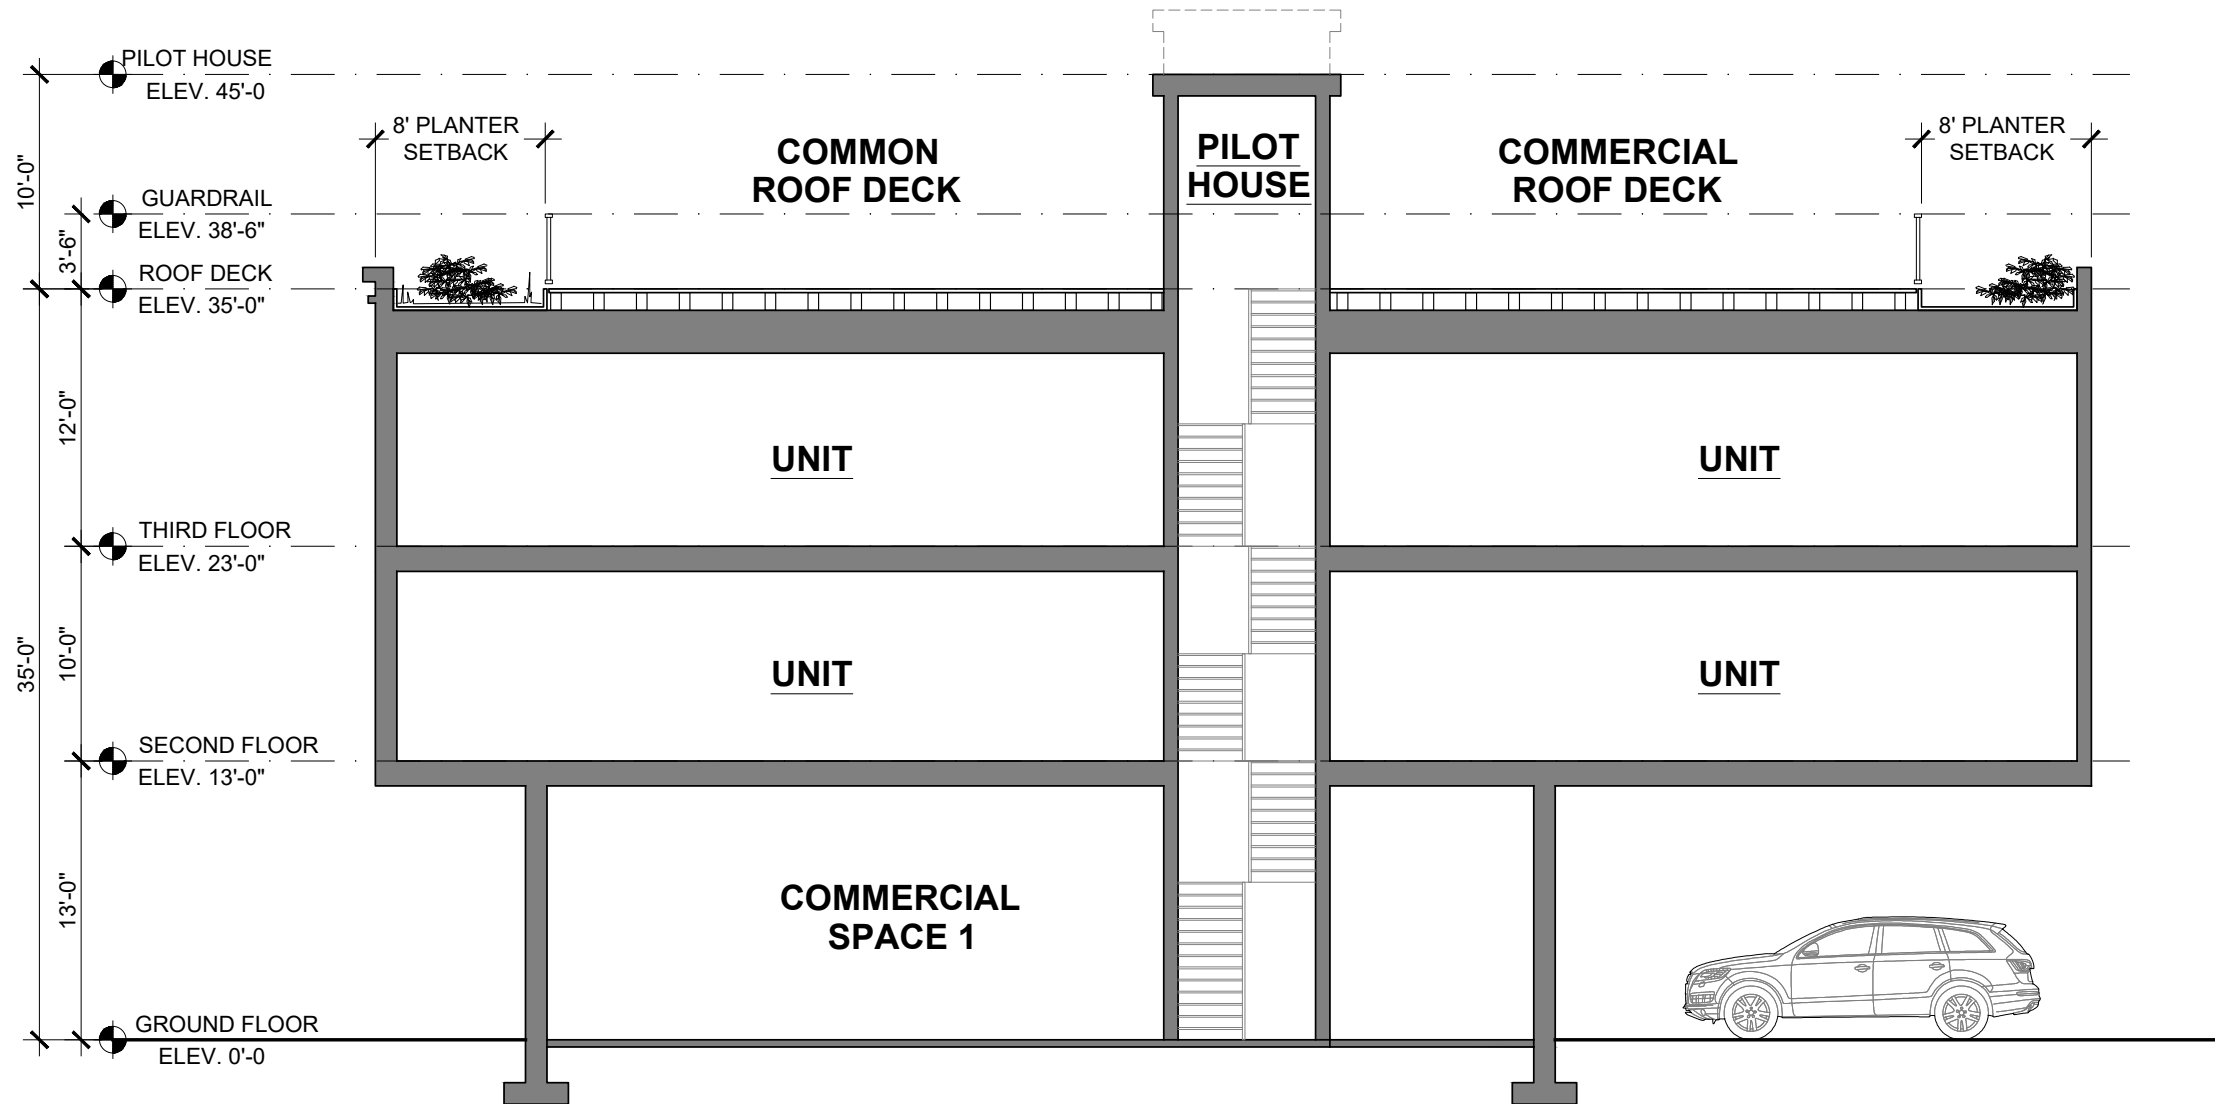 PILOT HOUSE
ELEV. 45'-0
8' PLANTER
SETBACK
COMMON
ROOF DECK
PILOT
HOUSE
COMMERCIAL
ROOF DECK
8' PLANTER
SETBACK
10'-0"
GUARDRAIL
ELEV. 38'-6"
3'-6"
ROOF DECK
ELEV. 35'-0"
12'-0"
UNIT
UNIT
THIRD FLOOR
ELEV. 23'-0"
35'-0"
10'-0"
UNIT
UNIT
SECOND FLOOR
ELEV. 13'-0"
13'-0"
COMMERCIAL
SPACE 1
GROUND FLOOR
ELEV. 0'-0